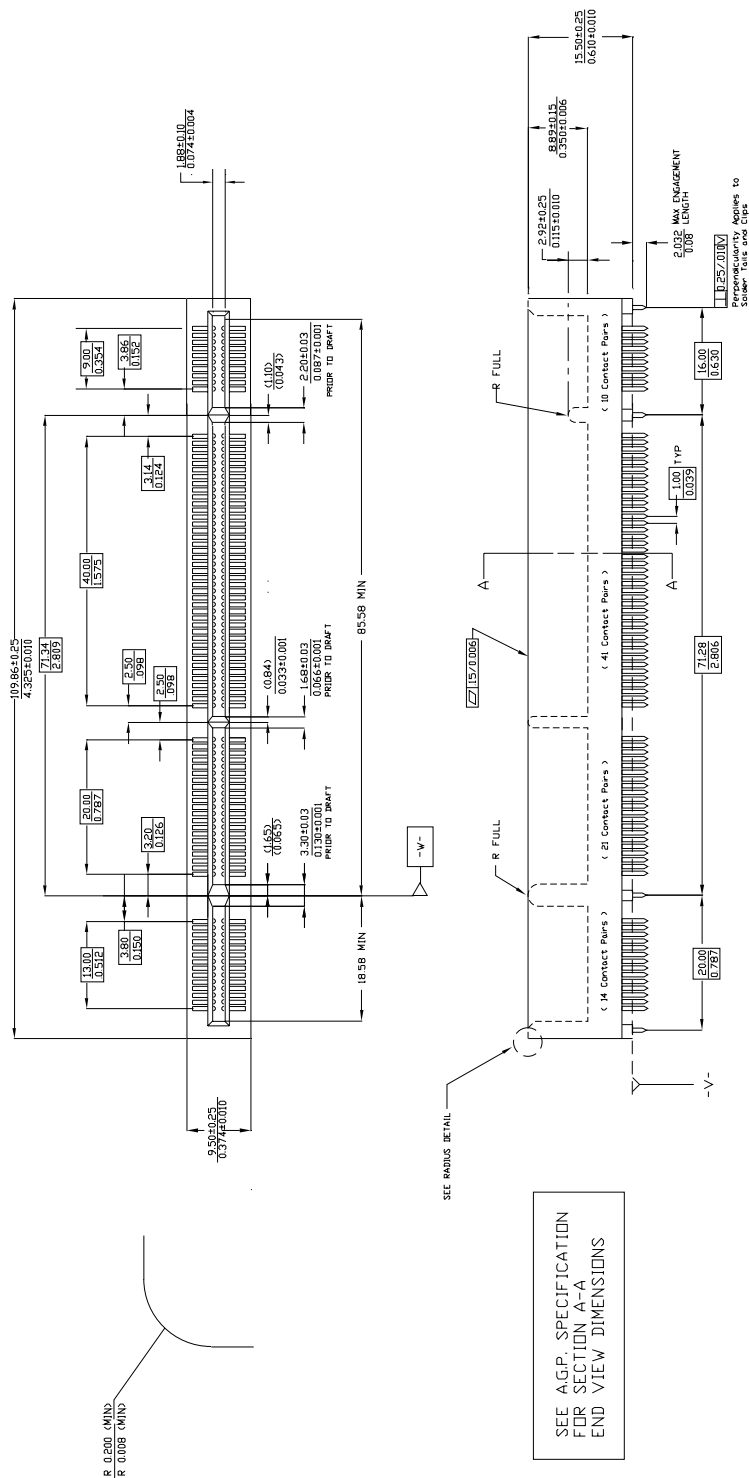 R 0.200 (MIN)
R 0.008 (MIN)
109.86±0.25
4.325±0.010
71.34
2.809
13.00
0.512
20.00
0.787
40.00
1.575
9.00
0.354
3.80
0.150
3.20
0.126
2.50
.098
2.50
.098
3.14
0.124
3.86
0.152
1.88±0.10
0.074±0.004
9.50±0.25
0.374±0.010
(1.65)
(0.065)
3.30±0.03
0.130±0.001
PRIOR TO DRAFT
(0.84)
0.033±0.001
1.68±0.03
0.066±0.001
PRIOR TO DRAFT
(1.10)
(0.043)
2.20±0.03
0.087±0.001
PRIOR TO DRAFT
18.58 MIN
85.58 MIN
-W-
SEE RADIUS DETAIL
R FULL
.15/0.006
A
R FULL
2.92±0.25
0.115±0.010
8.89±0.15
0.350±0.006
15.50±0.25
0.610±0.010
( 14 Contact Pairs )
( 21 Contact Pairs )
( 41 Contact Pairs )
( 10 Contact Pairs )
A
1.00 TYP
0.039
2.032 MAX ENGAGEMENT
0.08 LENGTH
20.00
0.787
71.28
2.806
16.00
0.630
-V-
⊥ 0.25/.010 V
Perpendicularity Applies to
Solder Tails and Clips
SEE A.G.P. SPECIFICATION
FOR SECTION A-A
END VIEW DIMENSIONS